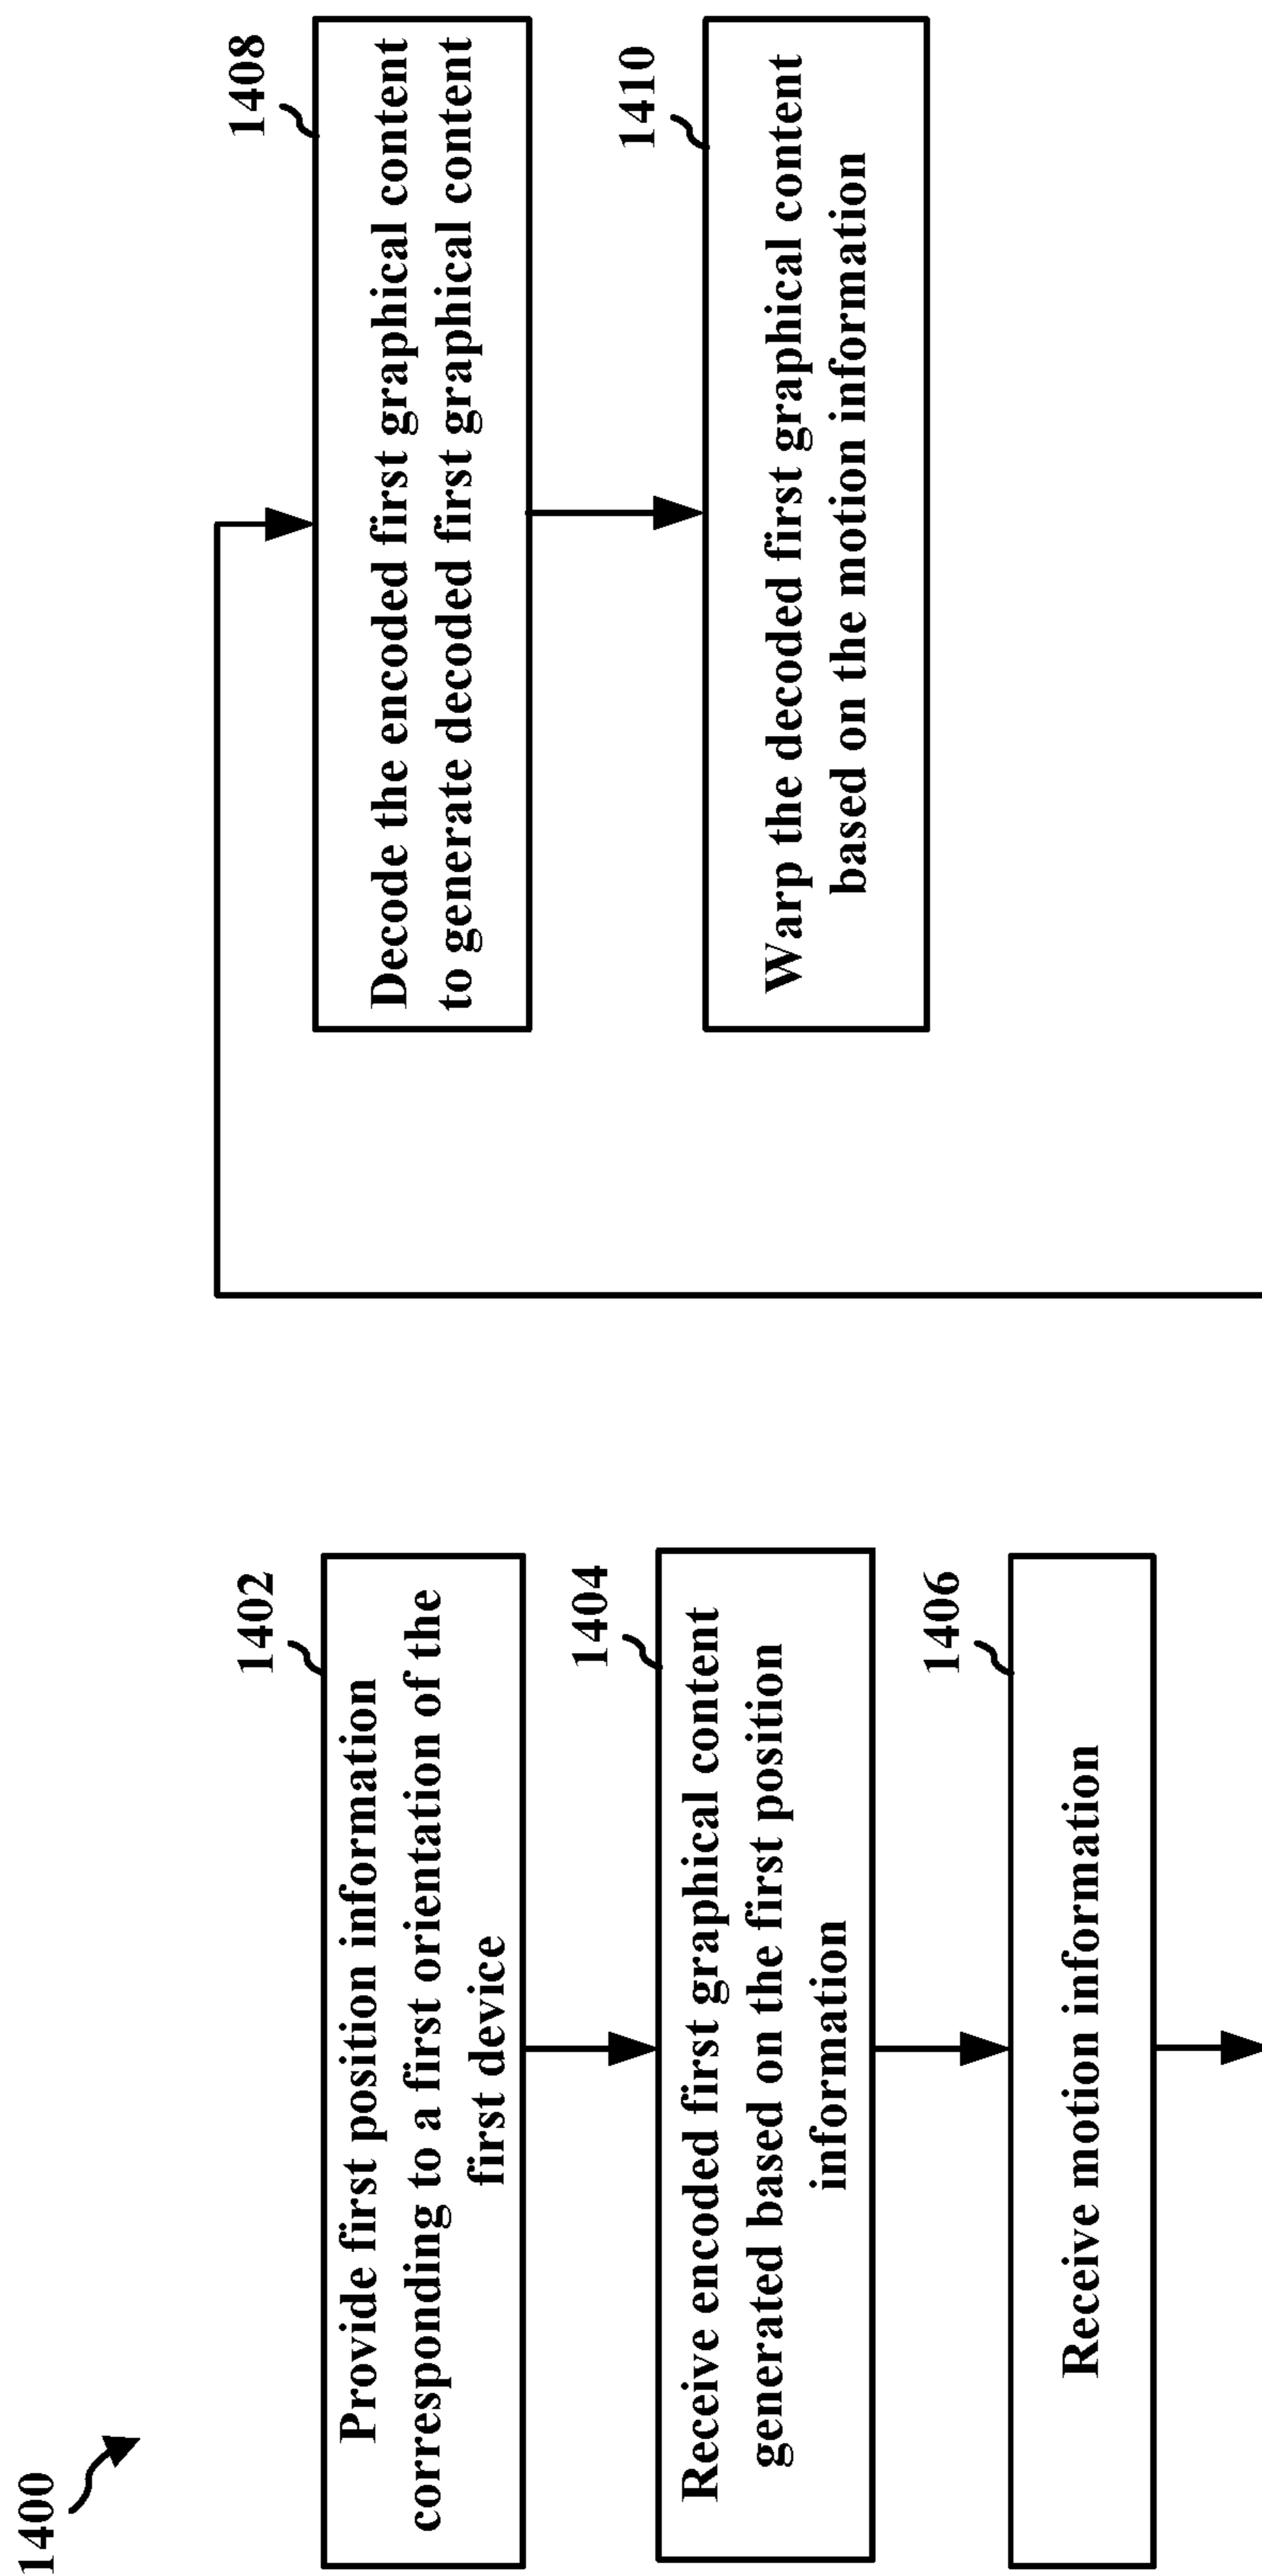 1400
1402
Provide first position information
corresponding to a first orientation of the
first device
1404
Receive encoded first graphical content
generated based on the first position
information
1406
Receive motion information
1408
Decode the encoded first graphical content
to generate decoded first graphical content
1410
Warp the decoded first graphical content
based on the motion information